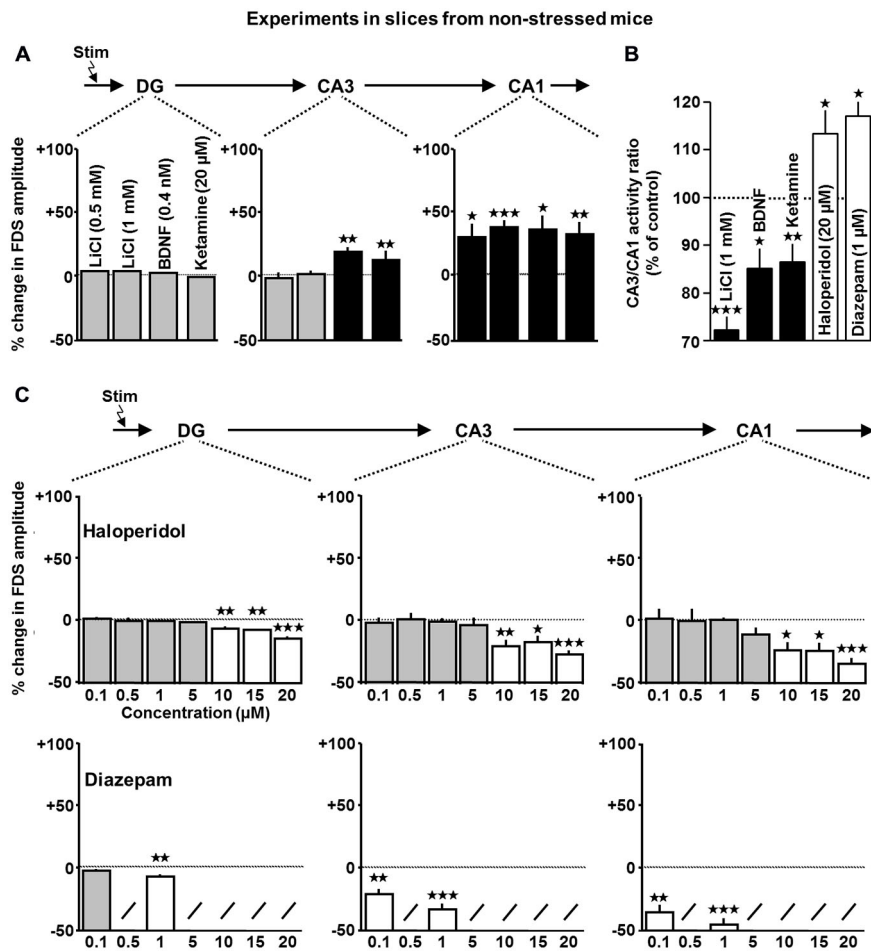 Experiments in slices from non-stressed mice
A
Stim
DG
CA3
CA1
% change in FDS amplitude
+100
+50
0
-50
LiCl (0.5 mM)
LiCl (1 mM)
BDNF (0.4 nM)
Ketamine (20 µM)
+100
+50
0
-50
★★
★★
+100
+50
0
-50
★
★★★
★
★★
B
CA3/CA1 activity ratio
(% of control)
120
110
100
90
80
70
★★★
LiCl (1 mM)
★
BDNF
★★
Ketamine
★
Haloperidol (20 µM)
★
Diazepam (1 µM)
C
Stim
DG
CA3
CA1
% change in FDS amplitude
+100
+50
0
-50
Haloperidol
★★
★★
★★★
0.1 0.5 1 5 10 15 20
Concentration (µM)
+100
+50
0
-50
★★
★
★★★
0.1 0.5 1 5 10 15 20
+100
+50
0
-50
★
★
★★★
0.1 0.5 1 5 10 15 20
+100
+50
0
-50
Diazepam
★★
0.1 0.5 1 5 10 15 20
+100
+50
0
-50
★★
★★★
0.1 0.5 1 5 10 15 20
+100
+50
0
-50
★★
★★★
0.1 0.5 1 5 10 15 20